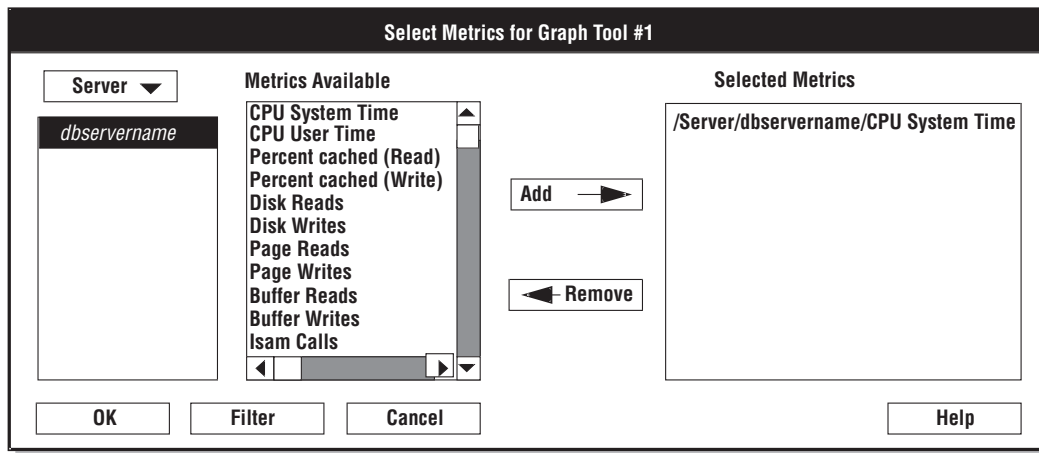 Select Metrics for Graph Tool #1
Server
Metrics Available
Selected Metrics
dbservername
CPU System Time
CPU User Time
Percent cached (Read)
Percent cached (Write)
Disk Reads
Disk Writes
Page Reads
Page Writes
Buffer Reads
Buffer Writes
Isam Calls
Add
Remove
/Server/dbservername/CPU System Time
OK
Filter
Cancel
Help